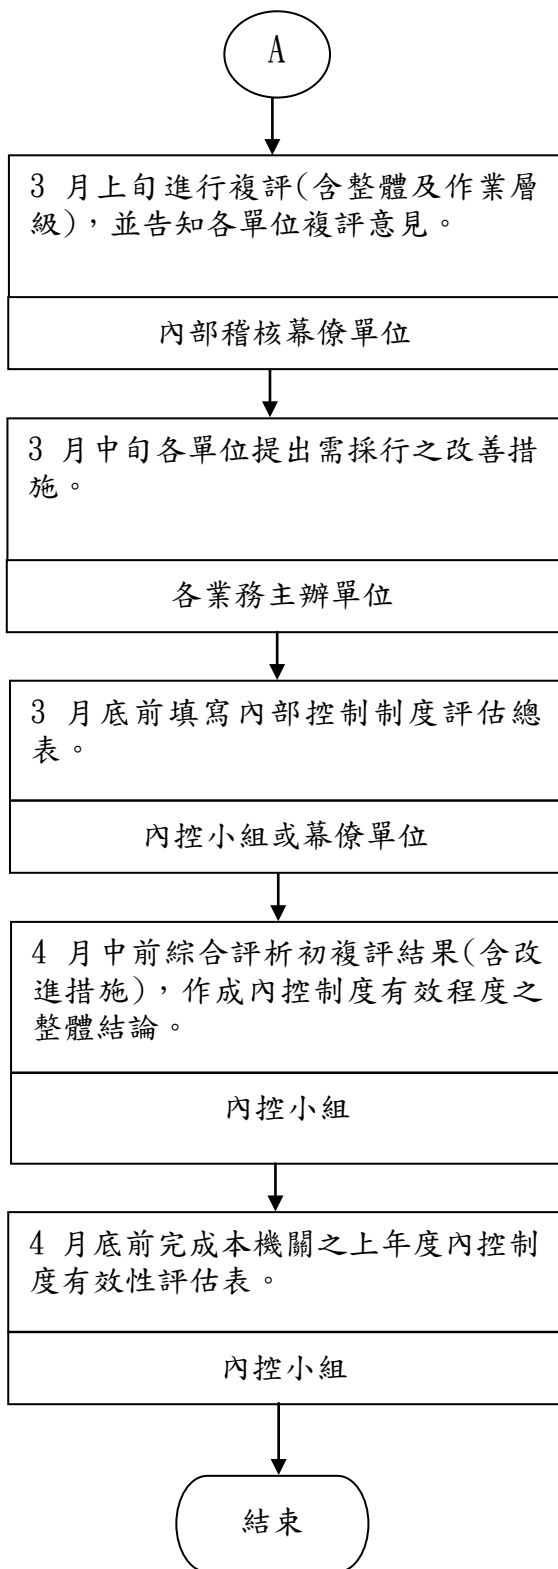 A
3 月上旬進行複評(含整體及作業層
級)，並告知各單位複評意見。
內部稽核幕僚單位
3 月中旬各單位提出需採行之改善措
施。
各業務主辦單位
3 月底前填寫內部控制制度評估總
表。
內控小組或幕僚單位
4 月中前綜合評析初複評結果(含改
進措施)，作成內控制度有效程度之
整體結論。
內控小組
4 月底前完成本機關之上年度內控制
度有效性評估表。
內控小組
結束